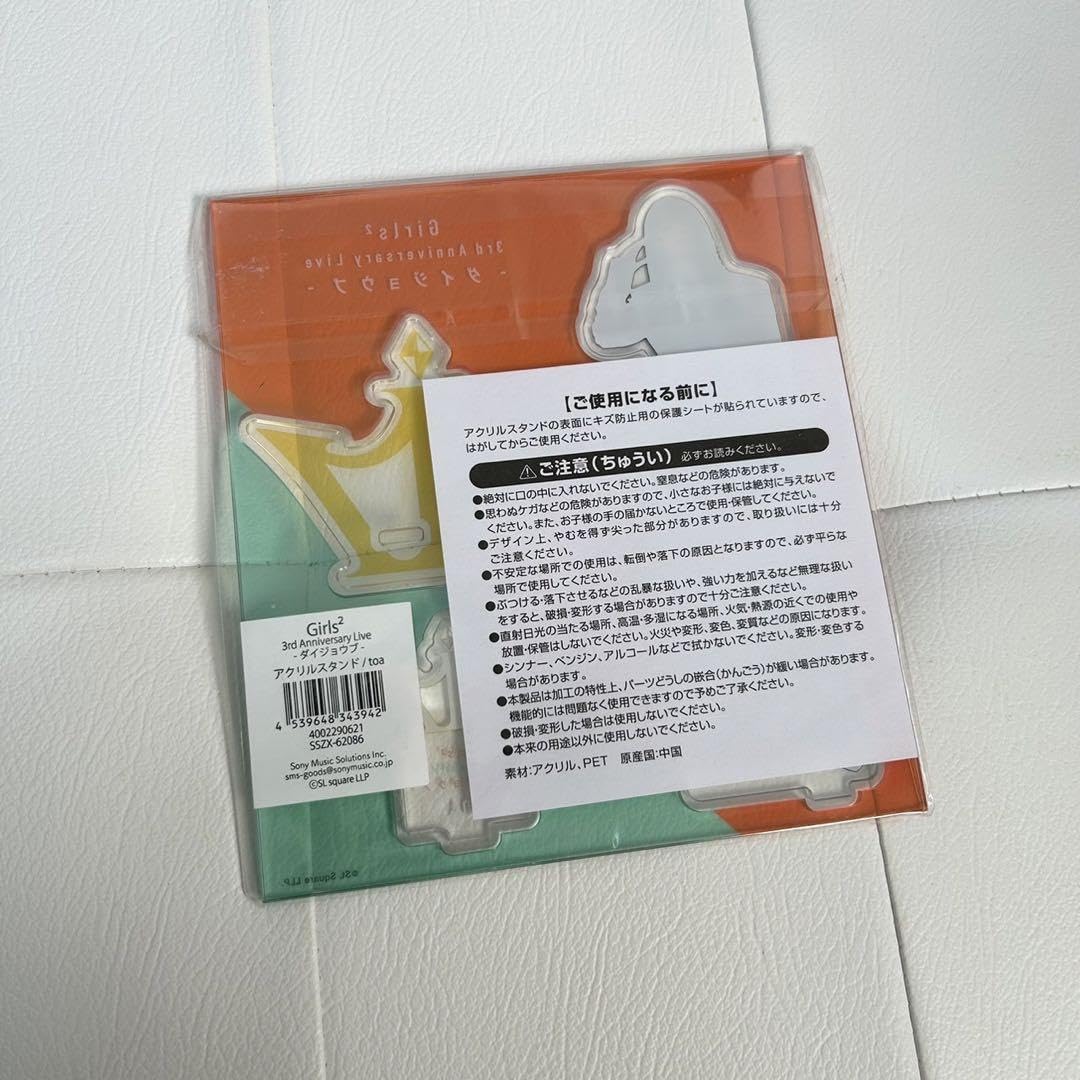 Girls²
3rd Anniversary Live
- ダイジョウブ -
【ご使用になる前に】
アクリルスタンドの表面にキズ防止用の保護シートが貼られていますので、
はがしてからご使用ください。
⚠ご注意(ちゅうい) 必ずお読みください。
●絶対に口の中に入れないでください。窒息などの危険があります。
●思わぬケガなどの危険がありますので、小さなお子様には絶対に与えないで
ください。また、お子様の手の届かないところで使用・保管してください。
●デザイン上、やむを得ず尖った部分がありますので、取り扱いには十分
ご注意ください。
●不安定な場所での使用は、転倒や落下の原因となりますので、必ず平らな
場所で使用してください。
●ぶつける・落下させるなどの乱暴な扱いや、強い力を加えるなど無理な扱い
をすると、破損・変形する場合がありますので十分ご注意ください。
●直射日光の当たる場所、高温・多湿になる場所、火気・熱源の近くでの使用や
放置・保管はしないでください。火災や変形、変色、変質などの原因になります。
●シンナー、ベンジン、アルコールなどで拭かないでください。変形・変色する
場合があります。
●本製品は加工の特性上、パーツどうしの嵌合(かんごう)が緩い場合があります。
機能的には問題なく使用できますので予めご了承ください。
●破損・変形した場合は使用しないでください。
●本来の用途以外に使用しないでください。
素材:アクリル、PET 原産国:中国
Girls²
3rd Anniversary Live
- ダイジョウブ -
アクリルスタンド / toa
4 539648 343942
4002290621
SSZX-62086
Sony Music Solutions Inc.
sms-goods@sonymusic.co.jp
ⒸSL square LLP
©SL Square LLP.